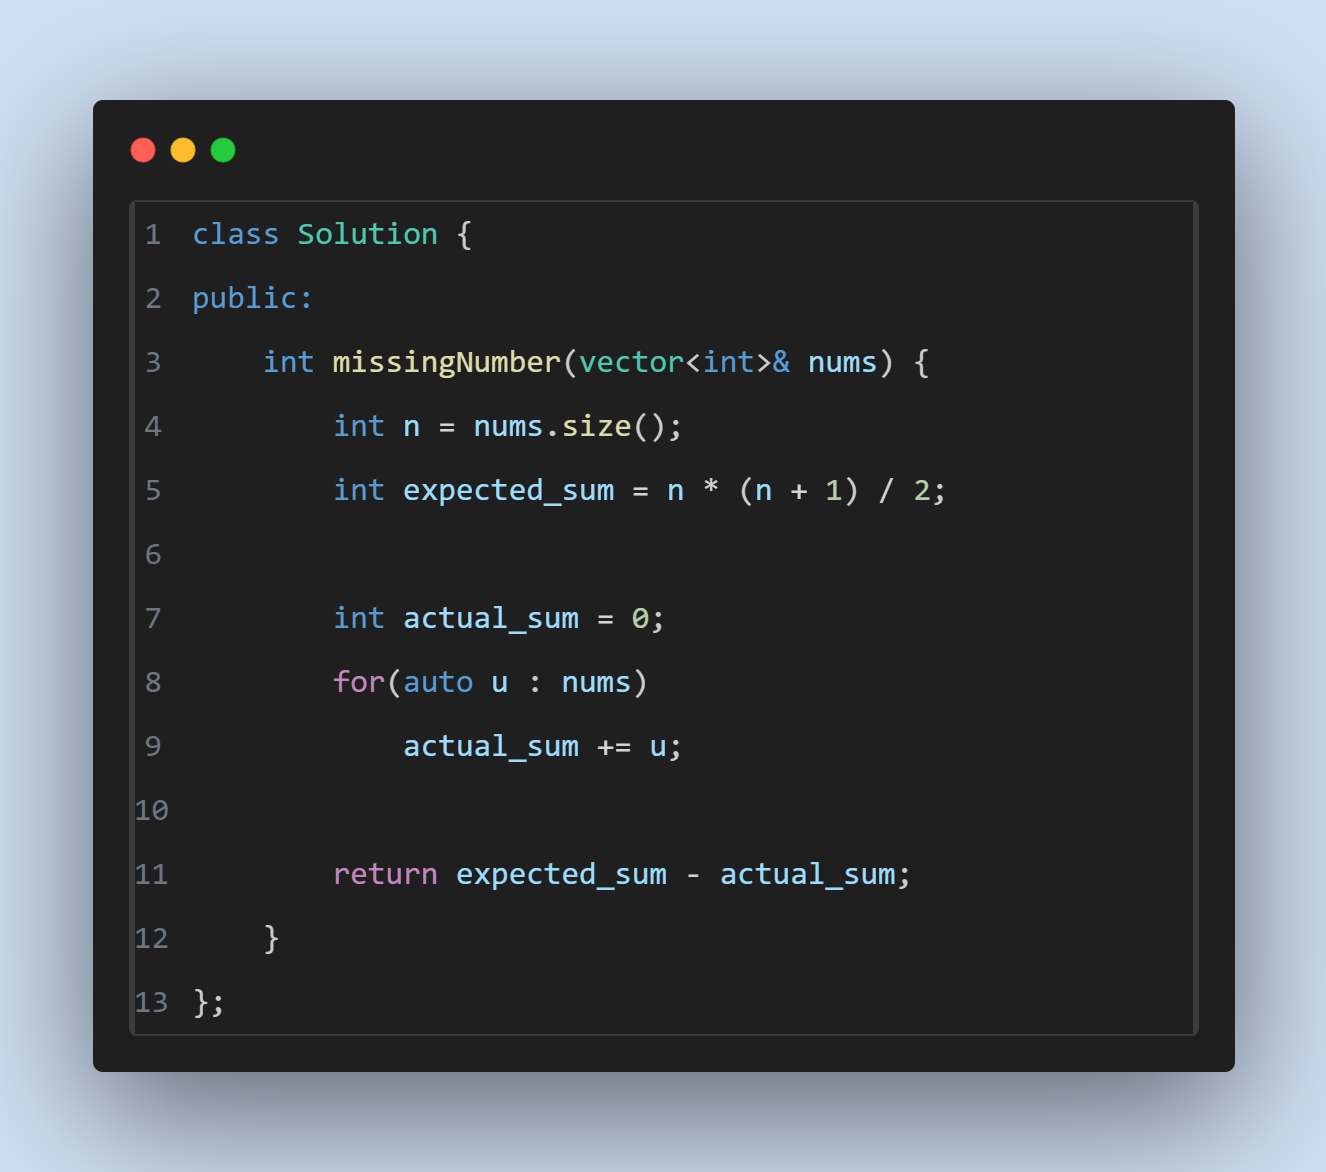 1 class Solution {
2 public:
3     int missingNumber(vector<int>& nums) {
4         int n = nums.size();
5         int expected_sum = n * (n + 1) / 2;
6
7         int actual_sum = 0;
8         for(auto u : nums)
9             actual_sum += u;
10
11         return expected_sum - actual_sum;
12     }
13 };